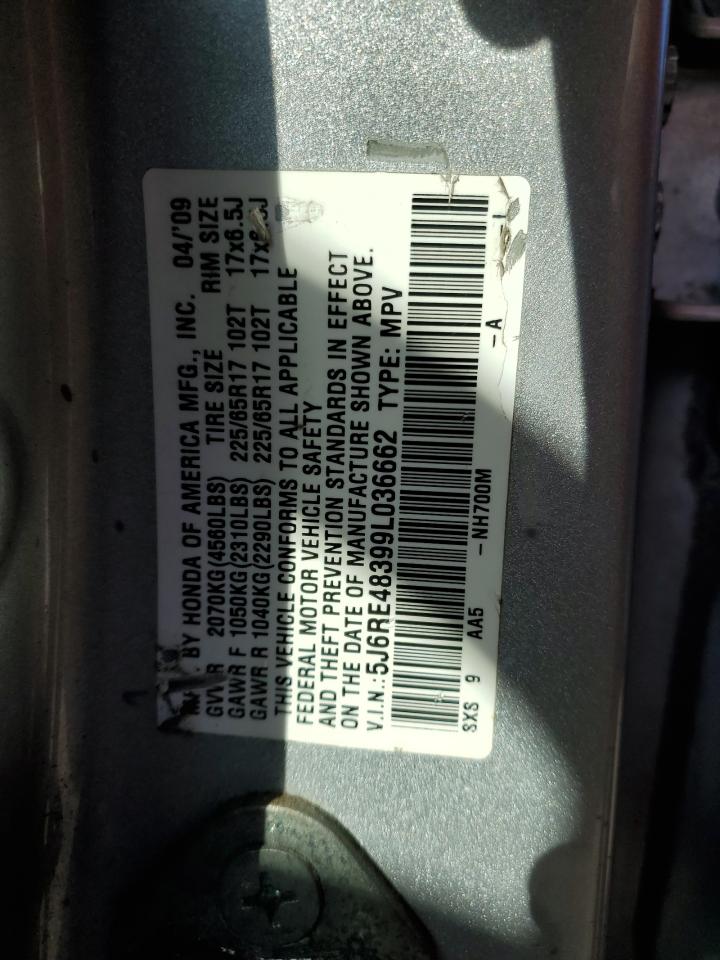 BY HONDA OF AMERICA MFG., INC. 04/'09
GVWR 2070KG(4560LBS) TIRE SIZE RIM SIZE
GAWR F 1050KG(2310LBS) 225/65R17 102T 17x6.5J
GAWR R 1040KG(2290LBS) 225/65R17 102T 17x6.5J
THIS VEHICLE CONFORMS TO ALL APPLICABLE
FEDERAL MOTOR VEHICLE SAFETY
AND THEFT PREVENTION STANDARDS IN EFFECT
ON THE DATE OF MANUFACTURE SHOWN ABOVE.
V.I.N.:5J6RE48399L036662 TYPE: MPV
SXS 9 AA5 -NH700M -A